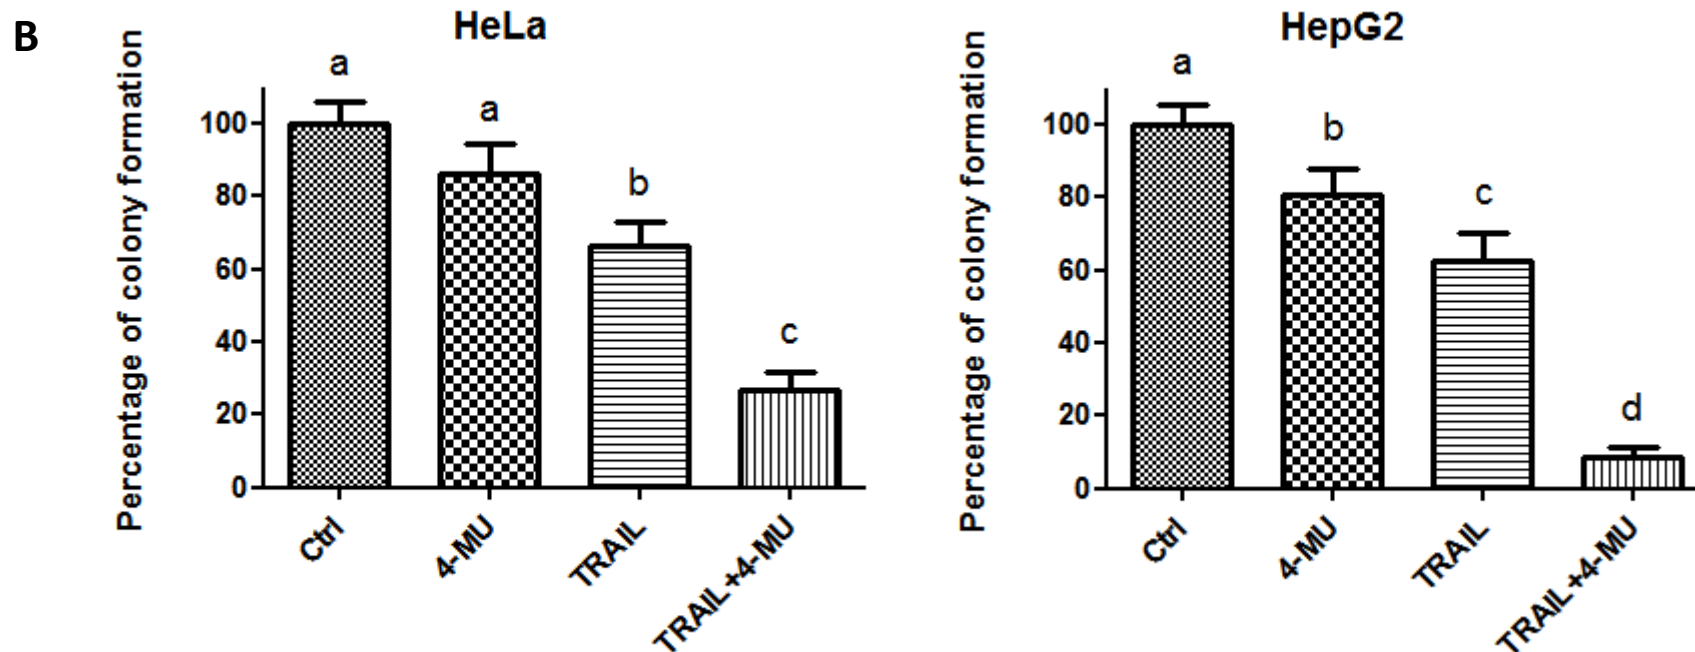 B
HeLa
Percentage of colony formation
100
80
60
40
20
0
a
a
b
c
Ctrl
4-MU
TRAIL
TRAIL+4-MU
HepG2
Percentage of colony formation
100
80
60
40
20
0
a
b
c
d
Ctrl
4-MU
TRAIL
TRAIL+4-MU